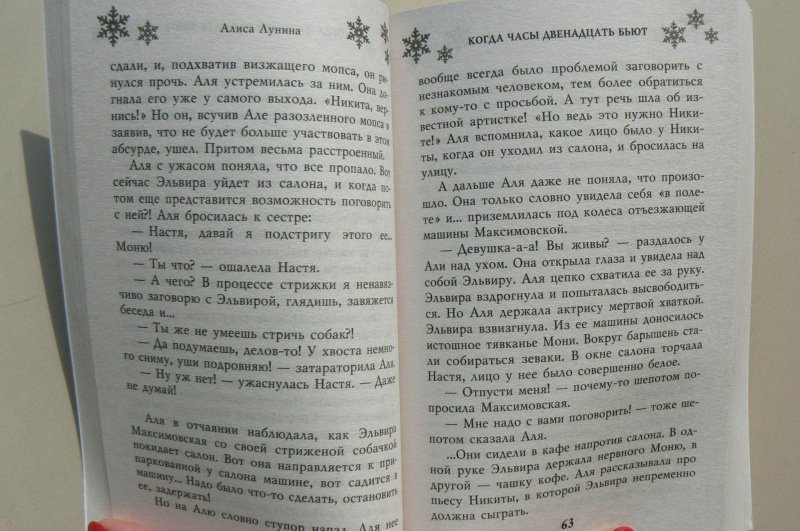 Алиса Лунина
сдали, и, подхватив визжащего мопса, он ри-
нулся прочь. Аля устремилась за ним. Она до-
гнала его уже у самого выхода. «Никита, вер-
нись!» Но он, всучив Але разозленного мопса и
заявив, что не будет больше участвовать в этом
абсурде, ушел. Притом весьма расстроенный.
Аля с ужасом поняла, что все пропало. Вот
сейчас Эльвира уйдет из салона, и когда по-
том еще представится возможность поговорить
с ней?! Аля бросилась к сестре:
— Настя, давай я подстригу этого ее...
Моню!
— Ты что? — ошалела Настя.
— А чего? В процессе стрижки я ненавяз-
чиво заговорю с Эльвирой, глядишь, завяжется
беседа и...
— Ты же не умеешь стричь собак?!
— Да подумаешь, делов-то! У хвоста немно-
го сниму, уши подровняю! — затараторила Аля.
— Ну уж нет! — ужаснулась Настя. — Даже
не думай!
Аля в отчаянии наблюдала, как Эльвира
Максимовская со своей стриженой собачкой
покидает салон. Вот она направляется к при-
паркованной у салона машине, вот садится в
машину... Надо было что-то сделать, остановить
ее, задержать!
Но на Алю словно ступор напал. Для нее
КОГДА ЧАСЫ ДВЕНАДЦАТЬ БЬЮТ
вообще всегда было проблемой заговорить с
незнакомым человеком, тем более обратиться
к кому-то с просьбой. А тут речь шла об из-
вестной артистке! «Но ведь это нужно Ники-
те!» Аля вспомнила, какое лицо было у Ники-
ты, когда он уходил из салона, и бросилась на
улицу.
А дальше Аля даже не поняла, что произо-
шло. Она только словно увидела себя «в поле-
те» и... приземлилась под колеса отъезжающей
машины Максимовской.
— Девушка-а-а! Вы живы? — раздалось у
Али над ухом. Она открыла глаза и увидела над
собой Эльвиру. Аля цепко схватила ее за руку.
Эльвира вздрогнула и попыталась высвободить-
ся. Но Аля держала актрису мертвой хваткой.
Эльвира взвизгнула. Из ее машины доносилось
истошное тявканье Мони. Вокруг барышень ста-
ли собираться зеваки. В окне салона торчала
Настя, лицо у нее было совершенно белое.
— Отпусти меня! — почему-то шепотом по-
просила Максимовская.
— Мне надо с вами поговорить! — тоже ше-
потом сказала Аля.
...Они сидели в кафе напротив салона. В од-
ной руке Эльвира держала нервного Моню, в
другой — чашку кофе. Аля рассказывала про
пьесу Никиты, в которой Эльвира непременно
должна сыграть.
63